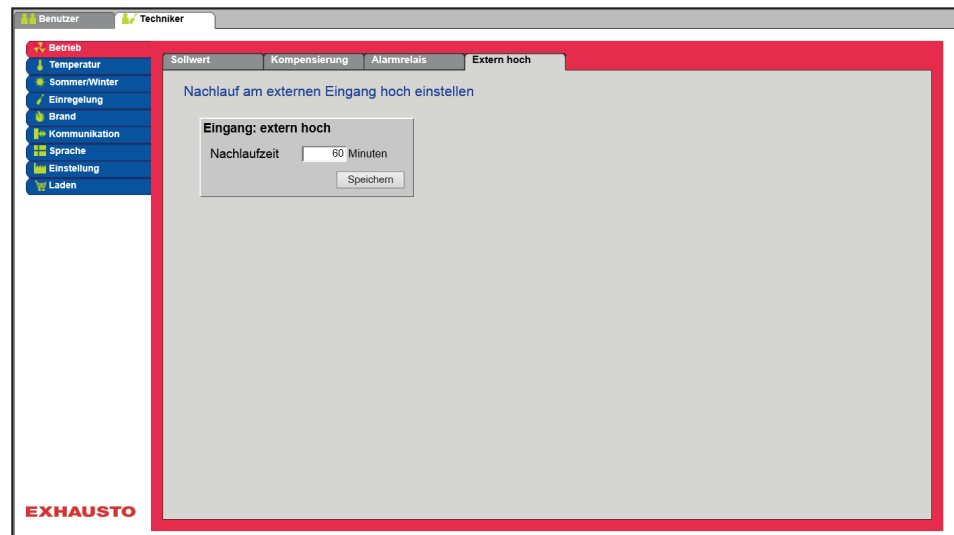 Benutzer Techniker
Betrieb
Temperatur
Sommer/Winter
Einregelung
Brand
Kommunikation
Sprache
Einstellung
Laden
Sollwert Kompensierung Alarmrelais Extern hoch
Nachlauf am externen Eingang hoch einstellen
Eingang: extern hoch
Nachlaufzeit 60 Minuten
Speichern
EXHAUSTO